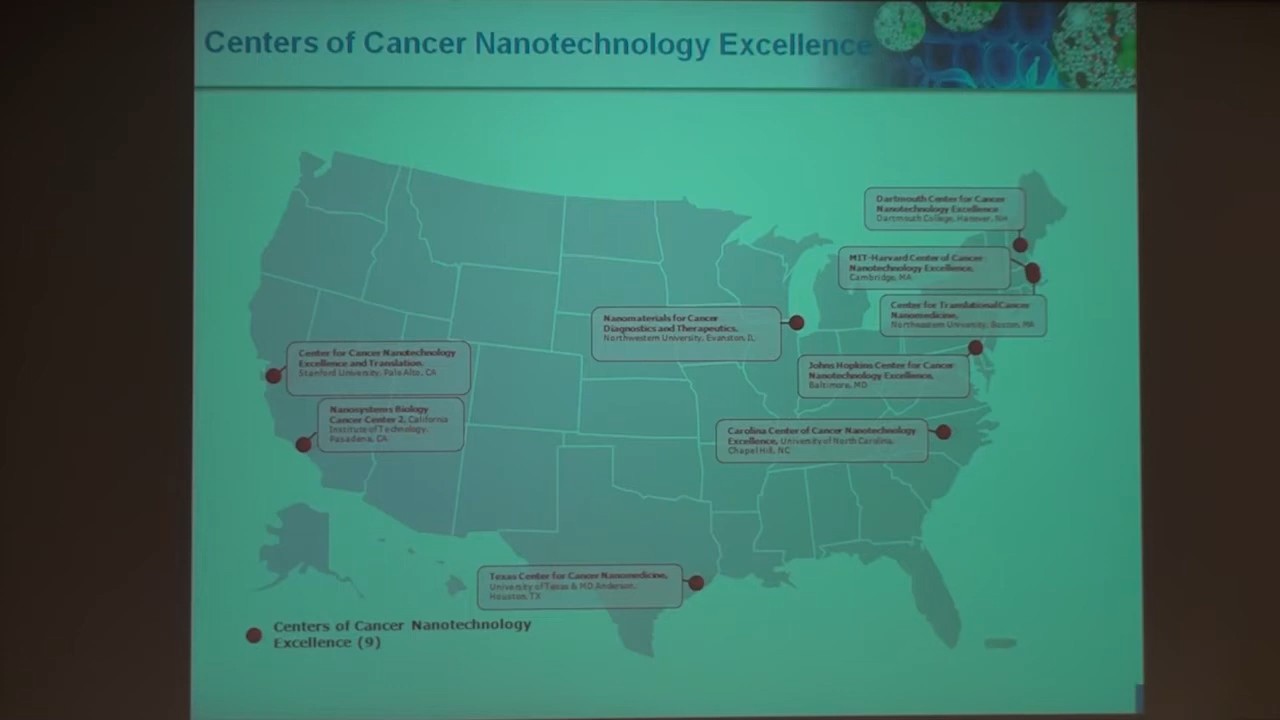 Centers of Cancer Nanotechnology Excellence
Dartmouth Center for Cancer
Nanotechnology Excellence
Dartmouth College, Hanover, NH
MIT-Harvard Center of Cancer
Nanotechnology Excellence,
Cambridge, MA
Center for Translational Cancer
Nanomedicine,
Northeastern University, Boston, MA
Nanomaterials for Cancer
Diagnostics and Therapeutics,
Northwestern University, Evanston, IL
Center for Cancer Nanotechnology
Excellence and Translation,
Stanford University, Palo Alto, CA
Johns Hopkins Center for Cancer
Nanotechnology Excellence,
Baltimore, MD
Nanosystems Biology
Cancer Center 2, California
Institute of Technology,
Pasadena, CA
Carolina Center of Cancer Nanotechnology
Excellence, University of North Carolina,
Chapel Hill, NC
Texas Center for Cancer Nanomedicine,
University of Texas & MD Anderson,
Houston, TX
Centers of Cancer Nanotechnology
Excellence (9)